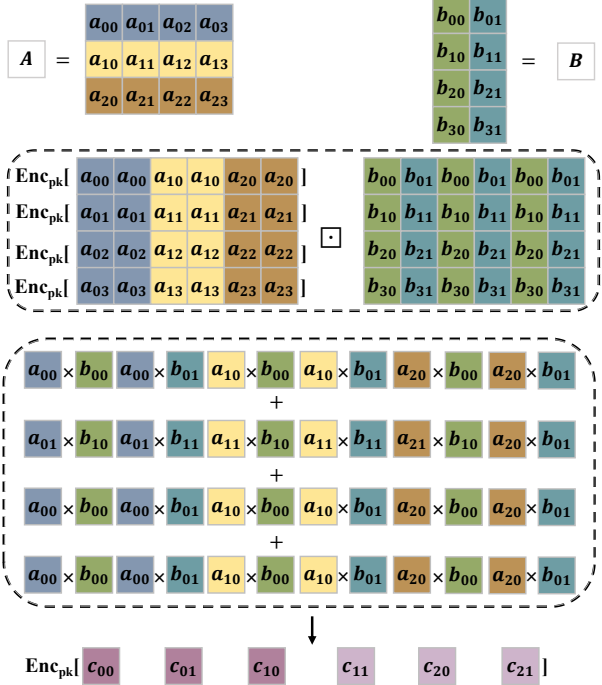 A = a₀₀ a₀₁ a₀₂ a₀₃
a₁₀ a₁₁ a₁₂ a₁₃
a₂₀ a₂₁ a₂₂ a₂₃
b₀₀ b₀₁
b₁₀ b₁₁
b₂₀ b₂₁
b₃₀ b₃₁
= B
Encₚₖ[ a₀₀ a₀₀ a₁₀ a₁₀ a₂₀ a₂₀ ] b₀₀ b₀₁ b₀₀ b₀₁ b₀₀ b₀₁
Encₚₖ[ a₀₁ a₀₁ a₁₁ a₁₁ a₂₁ a₂₁ ] b₁₀ b₁₁ b₁₀ b₁₁ b₁₀ b₁₁
⊡
Encₚₖ[ a₀₂ a₀₂ a₁₂ a₁₂ a₂₂ a₂₂ ] b₂₀ b₂₁ b₂₀ b₂₁ b₂₀ b₂₁
Encₚₖ[ a₀₃ a₀₃ a₁₃ a₁₃ a₂₃ a₂₃ ] b₃₀ b₃₁ b₃₀ b₃₁ b₃₀ b₃₁
a₀₀ × b₀₀ a₀₀ × b₀₁ a₁₀ × b₀₀ a₁₀ × b₀₁ a₂₀ × b₀₀ a₂₀ × b₀₁
+
a₀₁ × b₁₀ a₀₁ × b₁₁ a₁₁ × b₁₀ a₁₁ × b₁₁ a₂₁ × b₁₀ a₂₀ × b₀₁
+
a₀₀ × b₀₀ a₀₀ × b₀₁ a₁₀ × b₀₀ a₁₀ × b₀₁ a₂₀ × b₀₀ a₂₀ × b₀₁
+
a₀₀ × b₀₀ a₀₀ × b₀₁ a₁₀ × b₀₀ a₁₀ × b₀₁ a₂₀ × b₀₀ a₂₀ × b₀₁
Encₚₖ[ c₀₀ c₀₁ c₁₀ c₁₁ c₂₀ c₂₁ ]